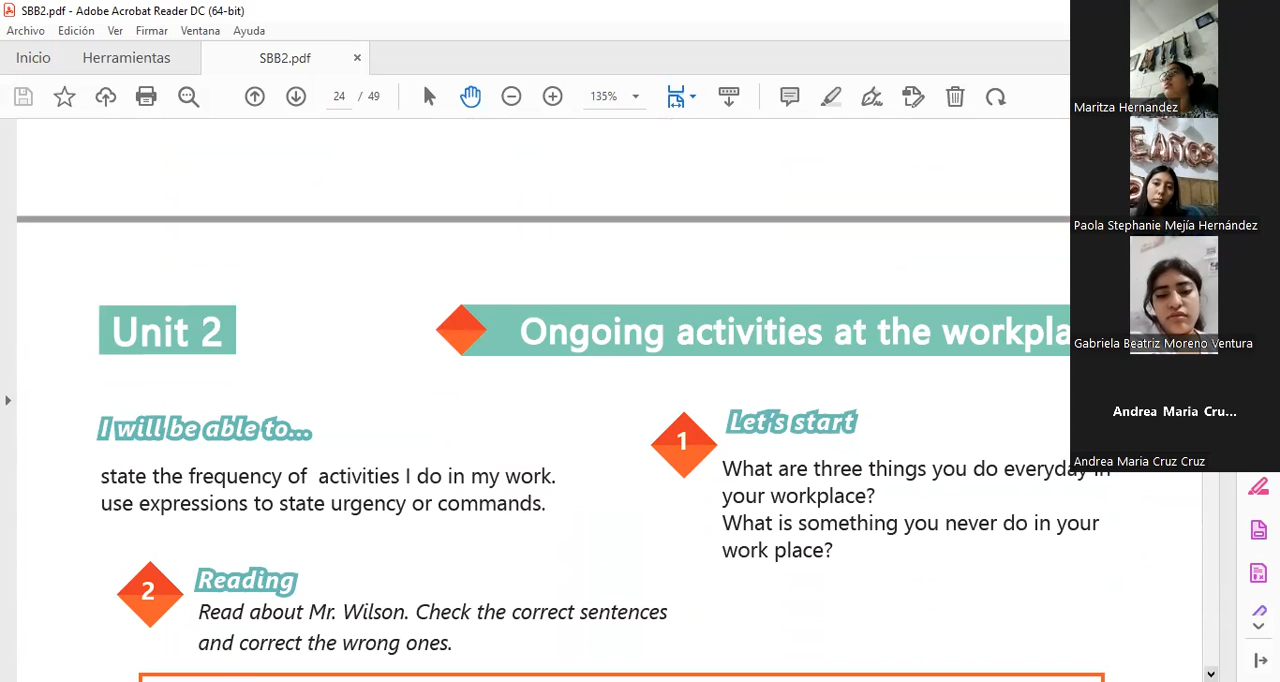 SBB2.pdf - Adobe Acrobat Reader DC (64-bit)
Archivo Edición Ver Firmar Ventana Ayuda
Inicio Herramientas SBB2.pdf ×
24 / 49 135%
Unit 2
Ongoing activities at the workpla
I will be able to...
state the frequency of activities I do in my work.
use expressions to state urgency or commands.
1 Let's start
What are three things you do everyday in
your workplace?
What is something you never do in your
work place?
2 Reading
Read about Mr. Wilson. Check the correct sentences
and correct the wrong ones.
Maritza Hernandez
E AÑOS
Paola Stephanie Mejía Hernández
Gabriela Beatriz Moreno Ventura
Andrea Maria Cru...
Andrea Maria Cruz Cruz